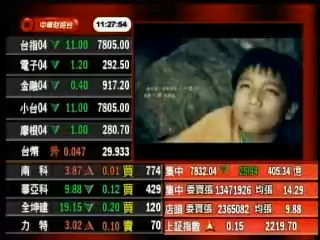 中華財經台 11:27:54
台指04 ▽ 11.00 7805.00
電子04 ▽ 1.20 292.50
金融04 ▽ 0.40 917.20
小台04 ▽ 11.00 7805.00
摩根04 ▽ 1.00 280.70
台幣 升 0.047 29.933
南科 3.87 △ 0.01 買 774
集中 7832.04 ▽ 405.34 億
華亞科 9.88 ▽ 0.12 買 429
集中 委買張 13471926 均張 14.29
全坤建 19.15 ▽ 0.20 買 120
店頭 委買張 2365082 均張 9.88
力特 3.02 △ 0.10 賣 70
上証指數 △ 0.15 2219.70